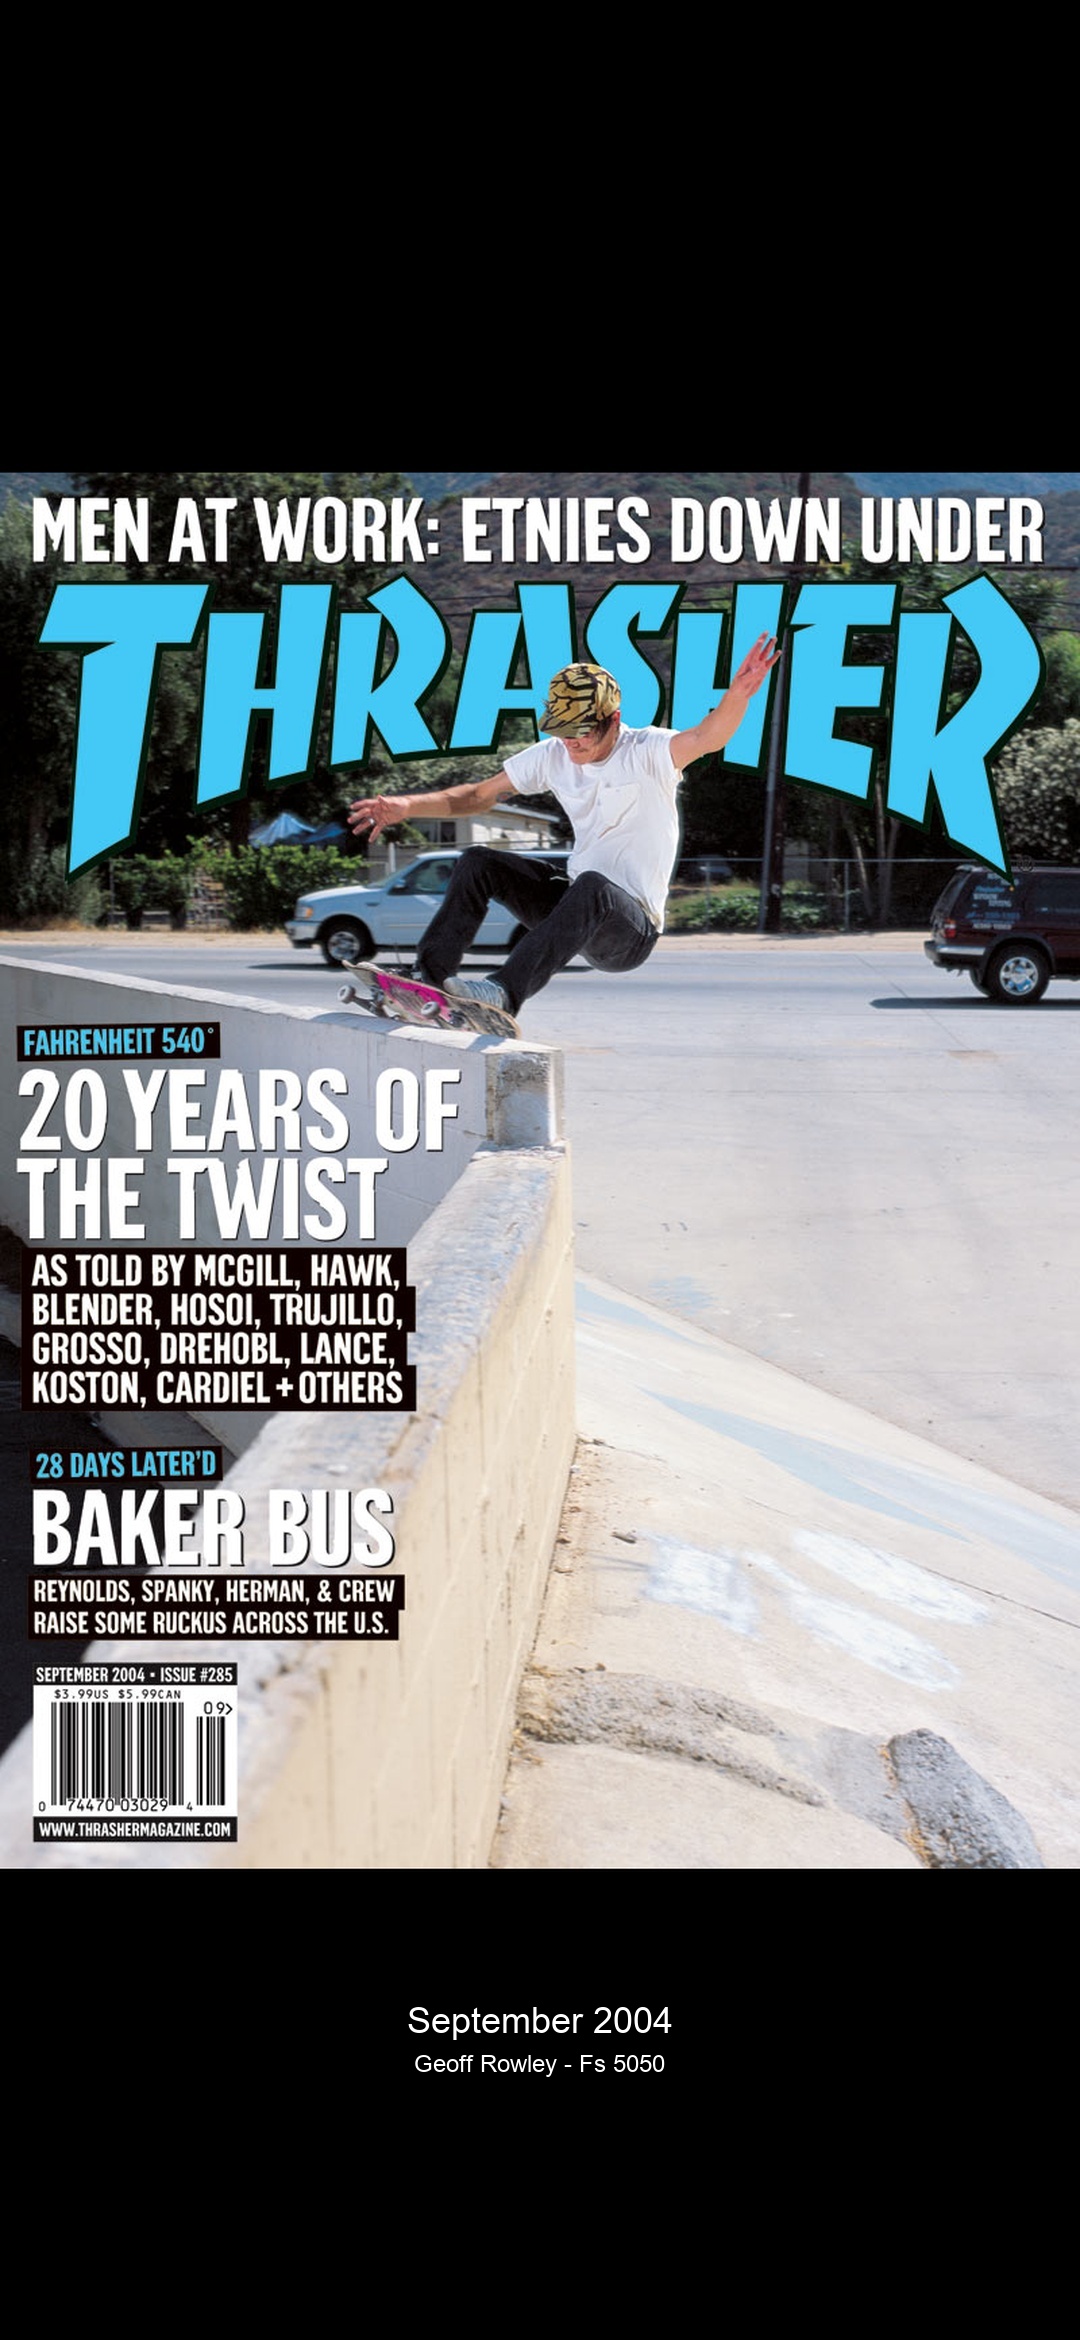 MEN AT WORK: ETNIES DOWN UNDER
THRASHER
FAHRENHEIT 540°
20 YEARS OF
THE TWIST
AS TOLD BY MCGILL, HAWK,
BLENDER, HOSOI, TRUJILLO,
GROSSO, DREHOBL, LANCE,
KOSTON, CARDIEL + OTHERS
28 DAYS LATER'D
BAKER BUS
REYNOLDS, SPANKY, HERMAN, & CREW
RAISE SOME RUCKUS ACROSS THE U.S.
SEPTEMBER 2004 • ISSUE #285
$3.99US $5.99CAN
09>
0 74470 03029 4
WWW.THRASHERMAGAZINE.COM
September 2004
Geoff Rowley - Fs 5050